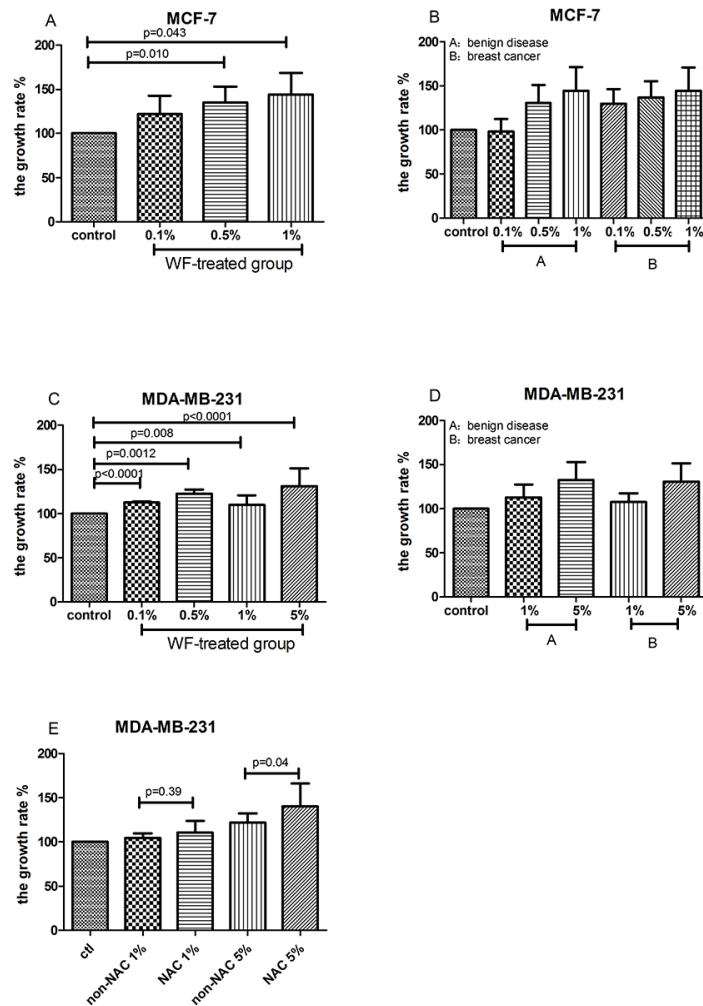 A
MCF-7
p=0.043
p=0.010
200
150
100
50
0
the growth rate %
control 0.1% 0.5% 1%
WF-treated group
B
MCF-7
A: benign disease
B: breast cancer
200
150
100
50
0
the growth rate %
control 0.1% 0.5% 1% 0.1% 0.5% 1%
A B
C
MDA-MB-231
p<0.0001
p=0.008
p=0.0012
p<0.0001
200
150
100
50
0
the growth rate %
control 0.1% 0.5% 1% 5%
WF-treated group
D
MDA-MB-231
A: benign disease
B: breast cancer
200
150
100
50
0
the growth rate %
control 1% 5% 1% 5%
A B
E
MDA-MB-231
p=0.04
p=0.39
200
150
100
50
0
the growth rate %
ctl
non-NAC 1%
NAC 1%
non-NAC 5%
NAC 5%